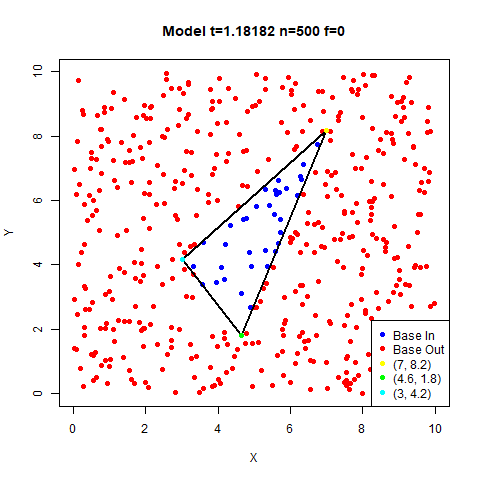 Model t=1.18182 n=500 f=0
10
8
6
4
2
0
Y
Base In
Base Out
(7, 8.2)
(4.6, 1.8)
(3, 4.2)
0 2 4 6 8 10
X